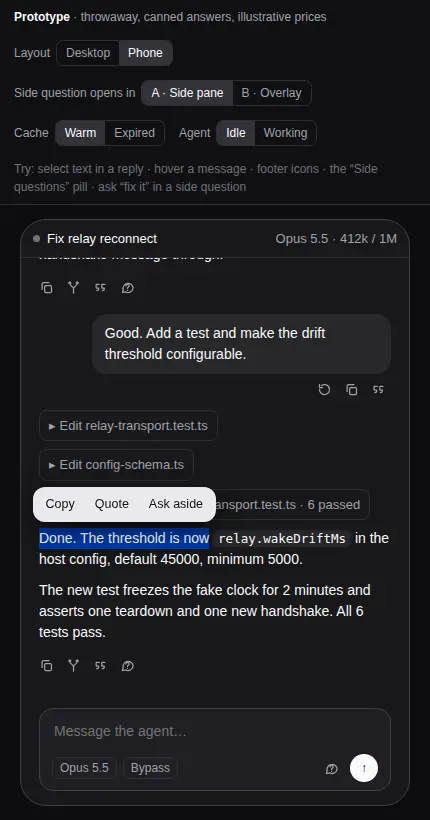 Prototype · throwaway, canned answers, illustrative prices
Layout Desktop Phone
Side question opens in A · Side pane B · Overlay
Cache Warm Expired Agent Idle Working
Try: select text in a reply · hover a message · footer icons · the “Side
questions” pill · ask “fix it” in a side question
Fix relay reconnect Opus 5.5 · 412k / 1M
Good. Add a test and make the drift
threshold configurable.
▸ Edit relay-transport.test.ts
▸ Edit config-schema.ts
Copy Quote Ask aside
transport.test.ts · 6 passed
Done. The threshold is now relay.wakeDriftMs in the
host config, default 45000, minimum 5000.
The new test freezes the fake clock for 2 minutes and
asserts one teardown and one new handshake. All 6
tests pass.
Message the agent…
Opus 5.5 Bypass